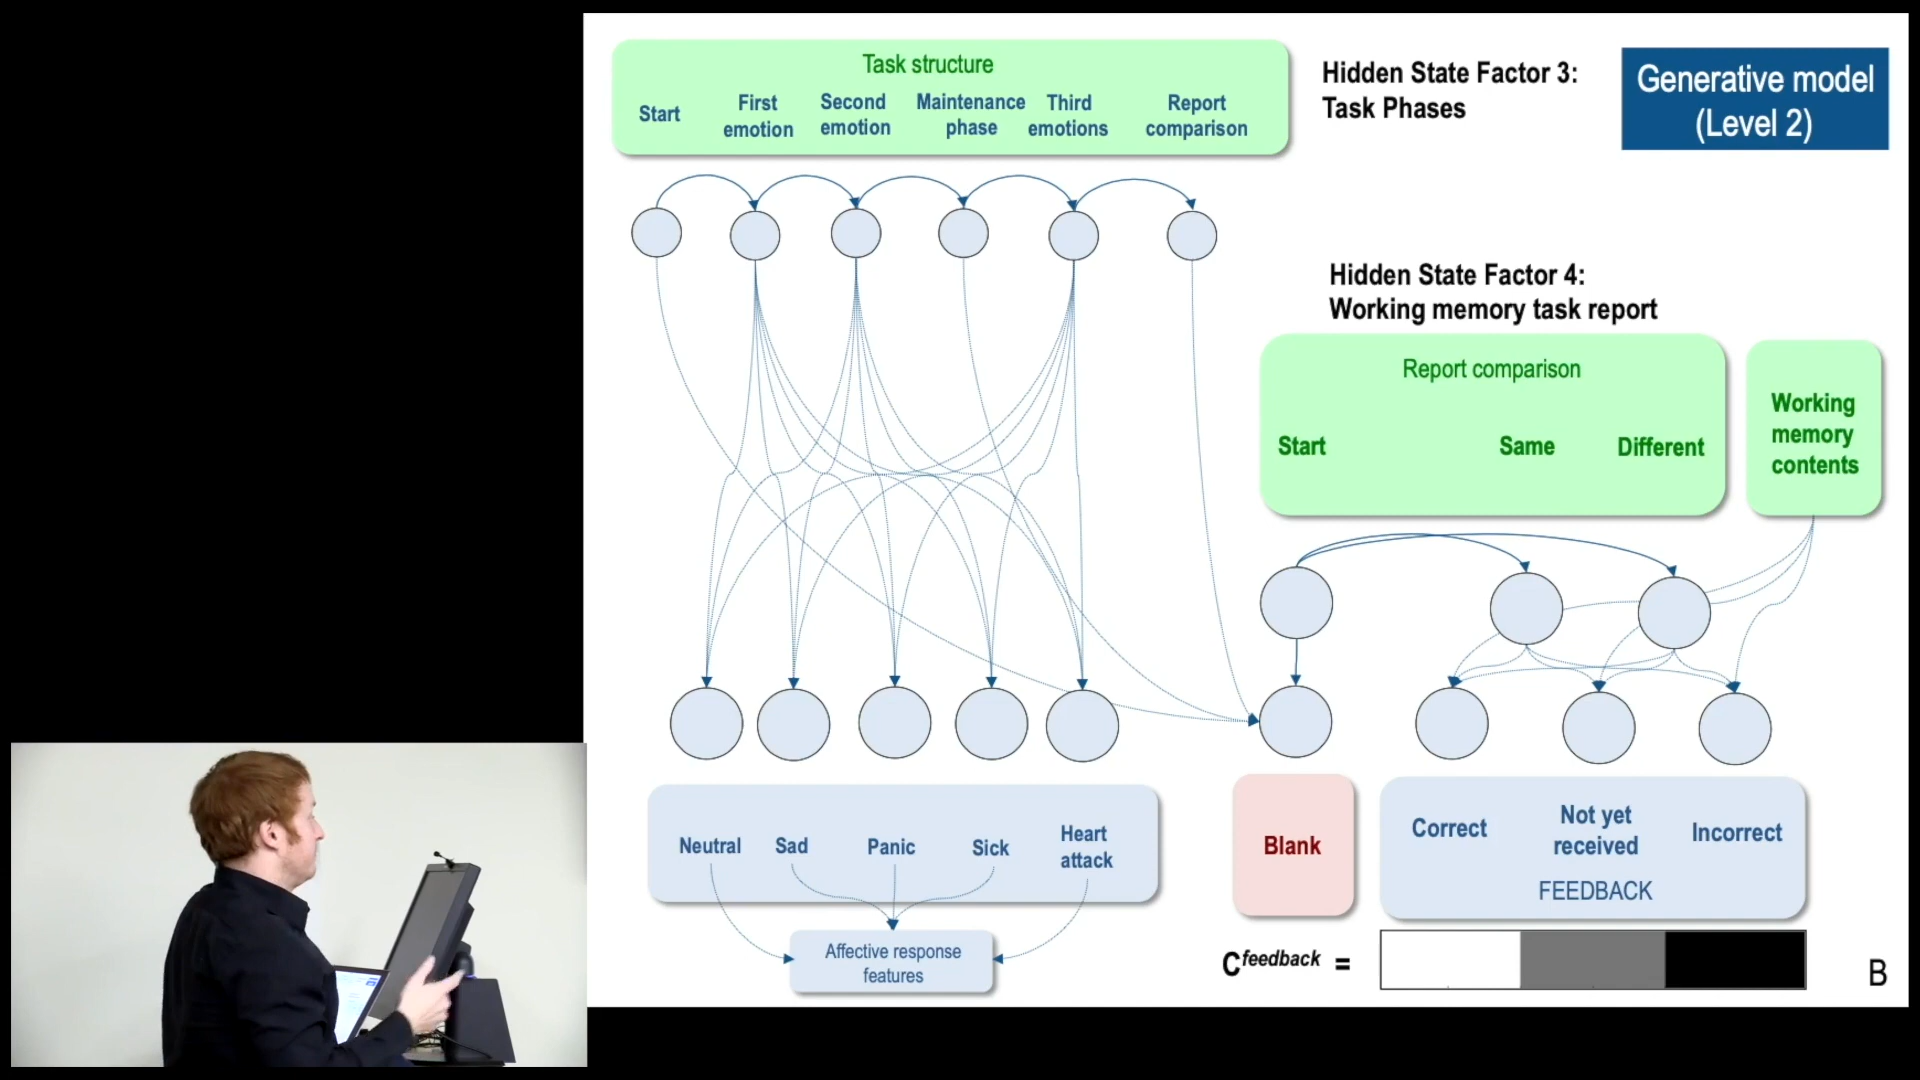 Task structure
Start
First
emotion
Second
emotion
Maintenance
phase
Third
emotions
Report
comparison
Hidden State Factor 3:
Task Phases
Generative model
(Level 2)
Hidden State Factor 4:
Working memory task report
Report comparison
Start
Same
Different
Working
memory
contents
Neutral
Sad
Panic
Sick
Heart
attack
Affective response
features
Blank
Correct
Not yet
received
Incorrect
FEEDBACK
C^feedback =
B